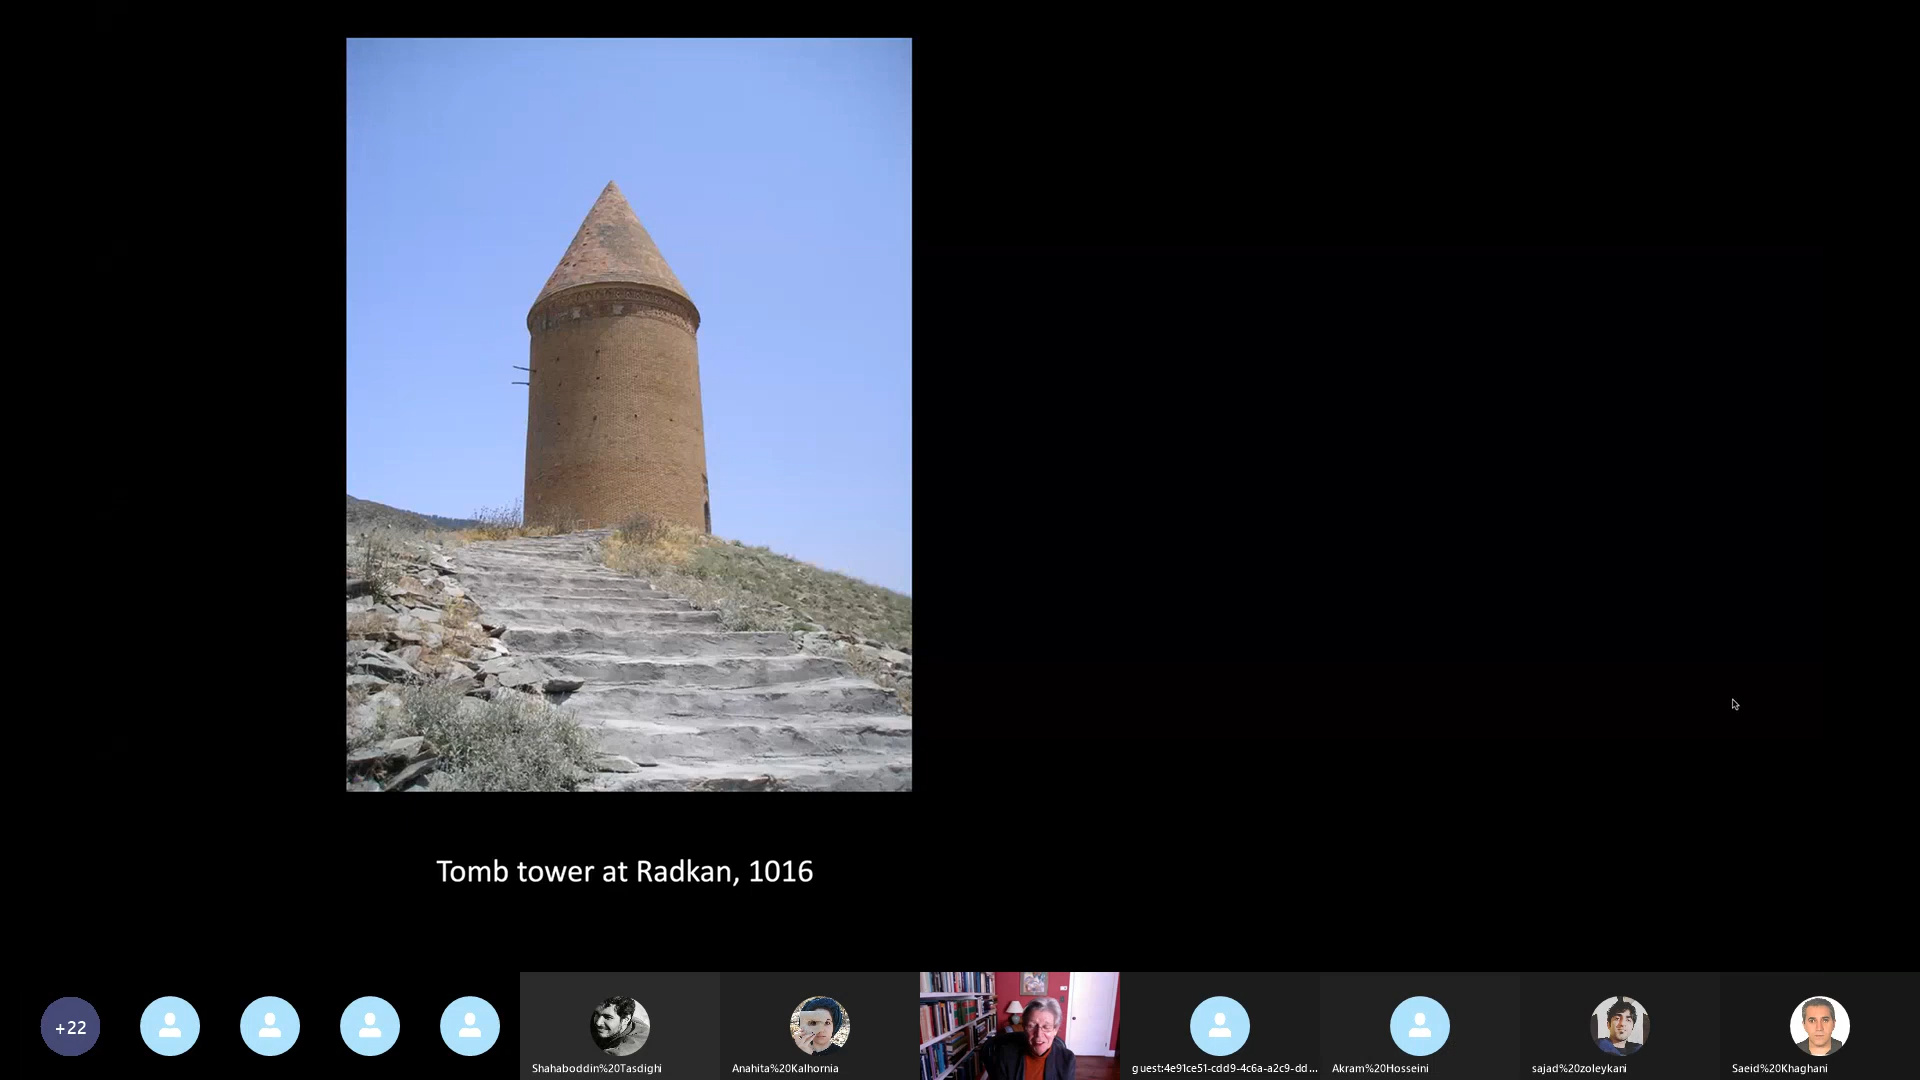 Tomb tower at Radkan, 1016
+22
Shahaboddin%20Tasdighi
Anahita%20Kalhornia
guest:4e91ce51-cdd9-4c6a-a2c9-dd...
Akram%20Hosseini
sajad%20zoleykani
Saeid%20Khaghani